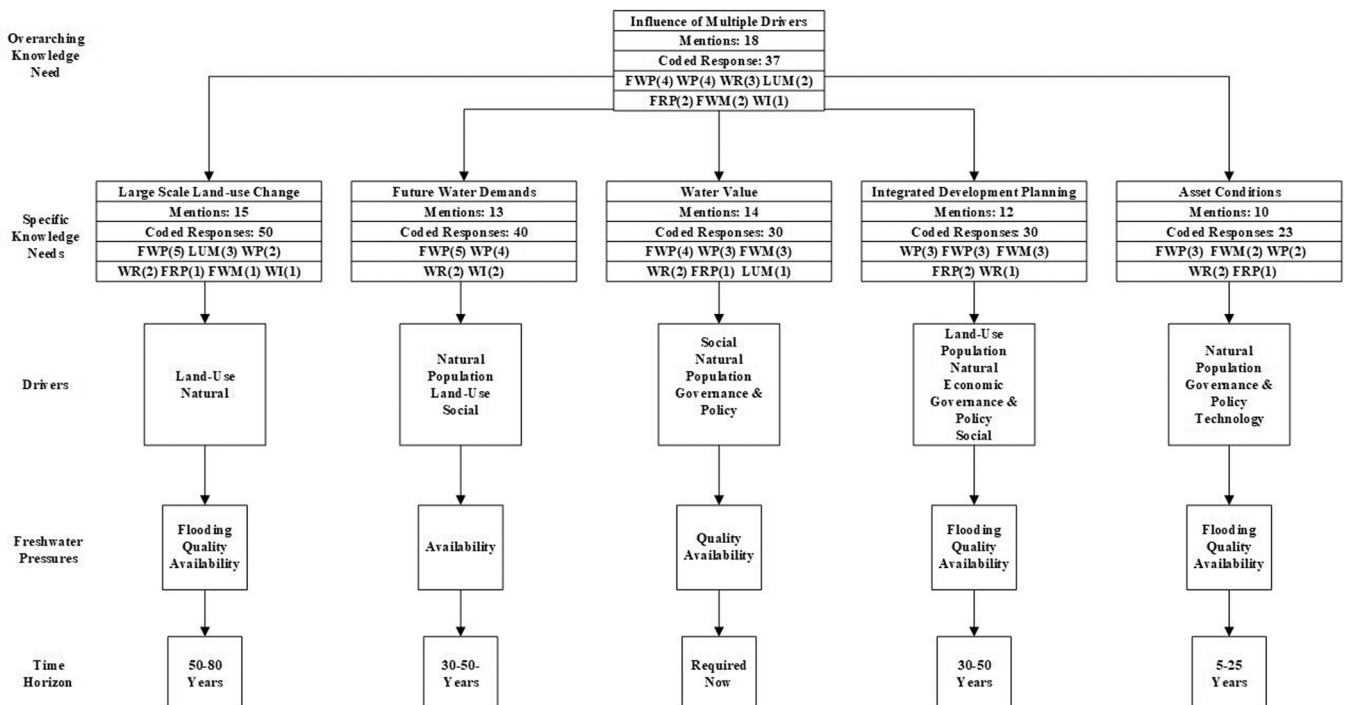 Overarching
Knowledge
Need
Influence of Multiple Drivers
Mentions: 18
Coded Response: 37
FWP(4) WP(4) WR(3) LUM(2)
FRP(2) FWM(2) WI(1)
Specific
Knowledge
Needs
Large Scale Land-use Change
Mentions: 15
Coded Responses: 50
FWP(5) LUM(3) WP(2)
WR(2) FRP(1) FWM(1) WI(1)
Future Water Demands
Mentions: 13
Coded Responses: 40
FWP(5) WP(4)
WR(2) WI(2)
Water Value
Mentions: 14
Coded Responses: 30
FWP(4) WP(3) FWM(3)
WR(2) FRP(1) LUM(1)
Integrated Development Planning
Mentions: 12
Coded Responses: 30
WP(3) FWP(3) FWM(3)
FRP(2) WR(1)
Asset Conditions
Mentions: 10
Coded Responses: 23
FWP(3) FWM(2) WP(2)
WR(2) FRP(1)
Drivers
Land-Use
Natural
Natural
Population
Land-Use
Social
Social
Natural
Population
Governance &
Policy
Land-Use
Population
Natural
Economic
Governance &
Policy
Social
Natural
Population
Governance &
Policy
Technology
Freshwater
Pressures
Flooding
Quality
Availability
Availability
Quality
Availability
Flooding
Quality
Availability
Flooding
Quality
Availability
Time
Horizon
50-80
Years
30-50-
Years
Required
Now
30-50
Years
5-25
Years